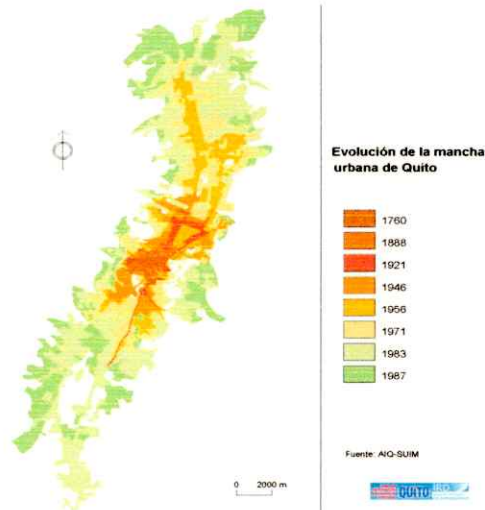 Evolución de la mancha
urbana de Quito
1760
1888
1921
1946
1956
1971
1983
1987
Fuente: AIQ-SUIM
0 2000 m
QUITO